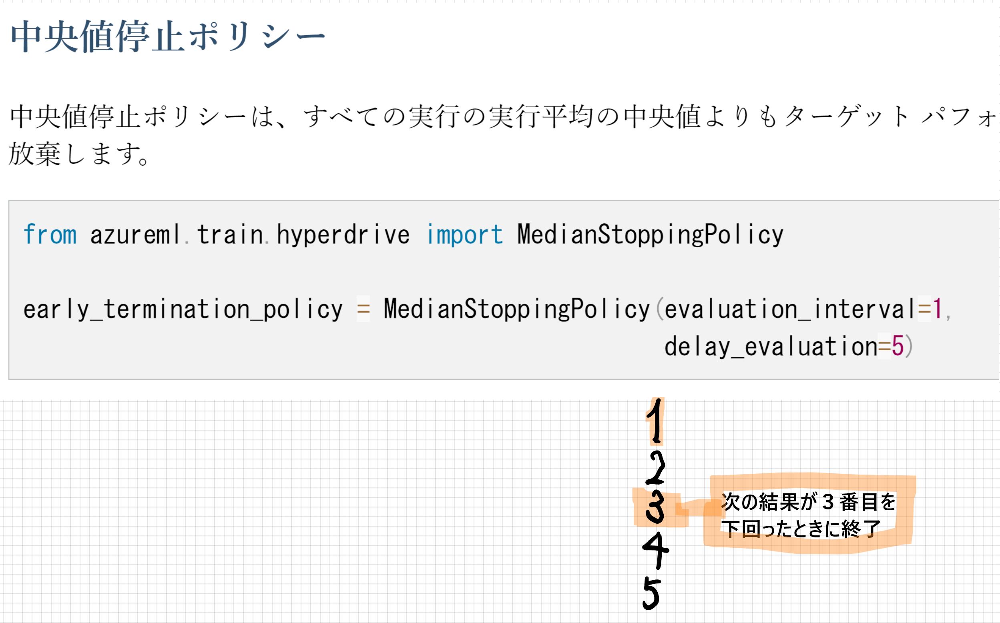 中央値停止ポリシー
中央値停止ポリシーは、すべての実行の実行平均の中央値よりもターゲット パフォ
放棄します。
from azureml.train.hyperdrive import MedianStoppingPolicy
early_termination_policy = MedianStoppingPolicy(evaluation_interval=1,
delay_evaluation=5)
1
2
3
次の結果が3番目を
下回ったときに終了
4
5